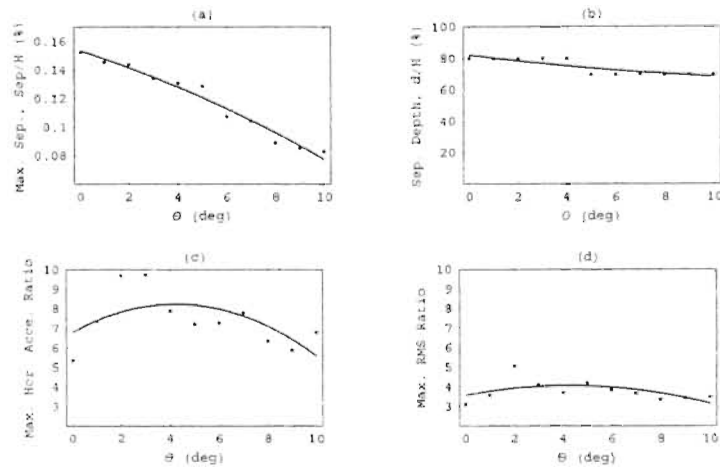 (a)
Max. Sep., Sep/H (%)
0.16
0.14
0.12
0.1
0.08
0 2 4 6 8 10
Θ (deg)
(b)
Sep Depth, d/H (%)
100
80
60
40
20
0 2 4 6 8 10
Θ (deg)
(c)
Max. Hor Acce. Ratio
10
9
8
7
6
5
4
3
0 2 4 6 8 10
Θ (deg)
(d)
Max. RMS Ratio
10
9
8
7
6
5
4
3
0 2 4 6 8 10
Θ (deg)